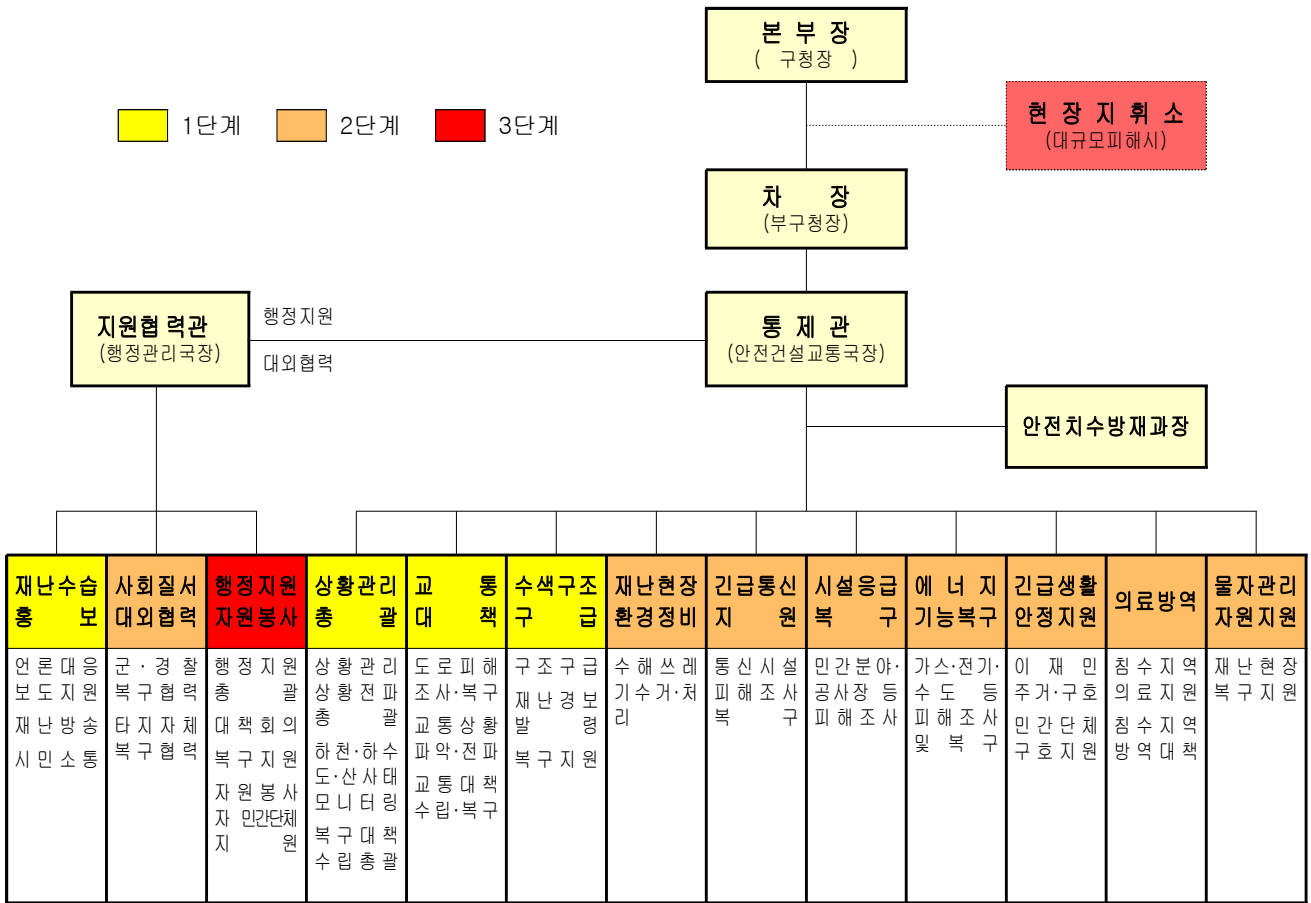 본 부 장
( 구청장 )
1단계
2단계
3단계
현 장 지 휘 소
(대규모피해시)
차 장
(부구청장)
지원협력관
(행정관리국장)
행정지원
대외협력
통 제 관
(안전건설교통국장)
안전치수방재과장
재난수습
홍 보
언론대응
보도지원
재난방송
시민소통
사회질서
대외협력
군·경찰
복구협력
타지자체
복구협력
행정지원
자원봉사
행정지원
총 괄
대책회의
복구지원
자원봉사
자 민간단체
지 원
상황관리
총 괄
상황관리
상황전파
총 괄
하천·하수
도·산사태
모니터링
복구대책
수립총괄
교 통
대 책
도로피해
조사·복구
교통상황
파악·전파
교통대책
수립·복구
수색구조
구 급
구조구급
재난경보
발 령
복구지원
재난현장
환경정비
수해쓰레
기수거·처
리
긴급통신
지 원
통신시설
피해조사
복 구
시설응급
복 구
민간분야·
공사장 등
피해조사
에 너 지
기능복구
가스·전기·
수도 등
피해조사
및 복구
긴급생활
안정지원
이 재 민
주거·구호
민간단체
구호지원
의료방역
침수지역
의료지원
침수지역
방역대책
물자관리
자원지원
재난현장
복구지원